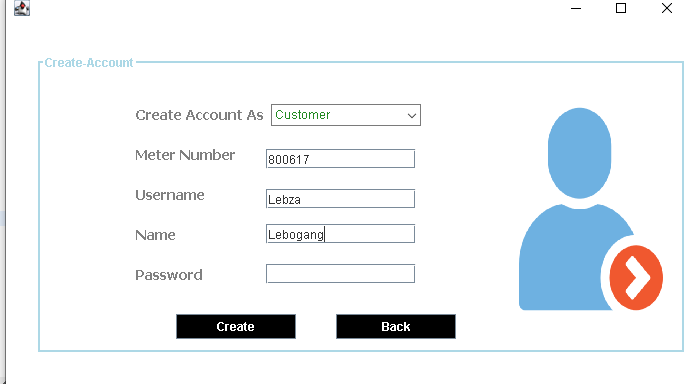 Create-Account
Create Account As Customer
Meter Number 800617
Username Lebza
Name Lebogang
Password
Create Back